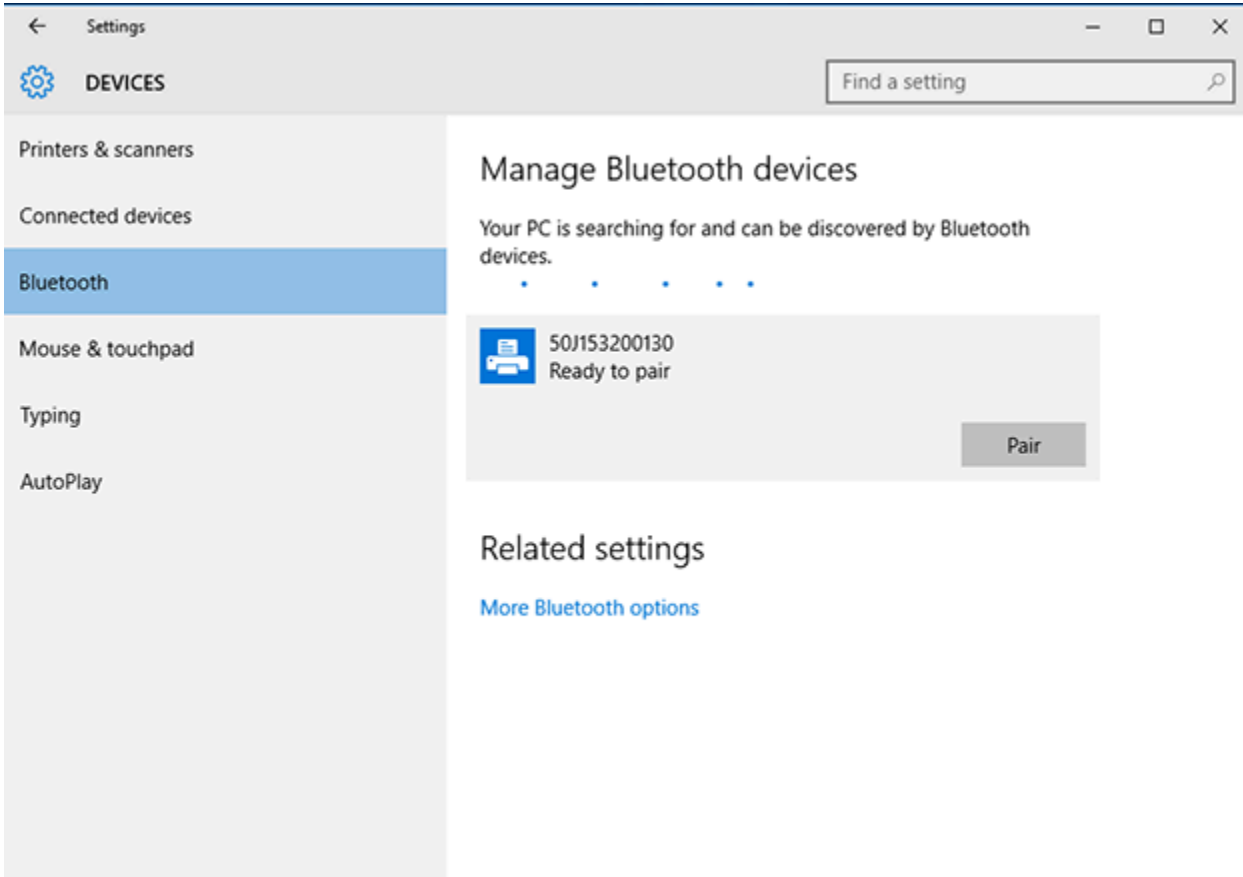 Settings
DEVICES
Find a setting
Printers & scanners
Connected devices
Bluetooth
Mouse & touchpad
Typing
AutoPlay
Manage Bluetooth devices
Your PC is searching for and can be discovered by Bluetooth
devices.
50J153200130
Ready to pair
Pair
Related settings
More Bluetooth options